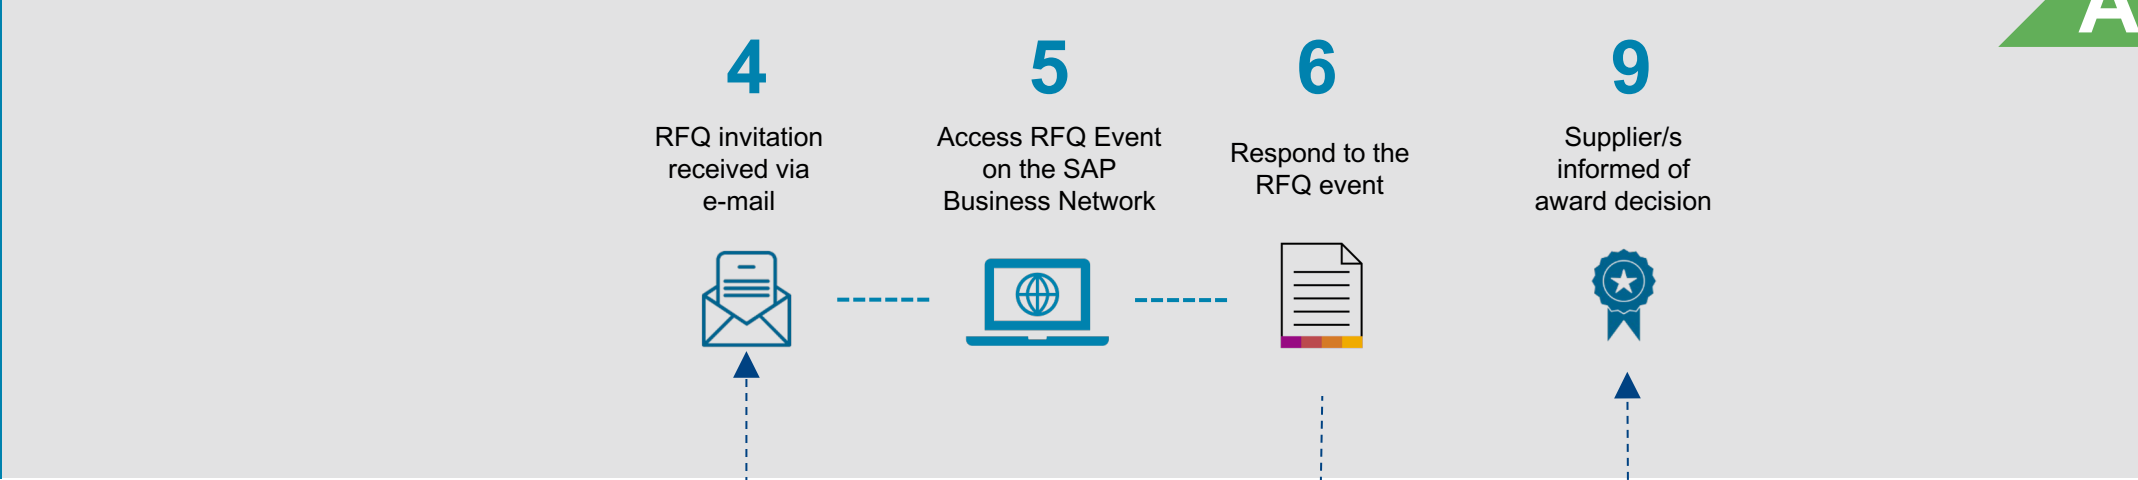 A
4
5
6
9
RFQ invitation
received via
e-mail
Access RFQ Event
on the SAP
Business Network
Respond to the
RFQ event
Supplier/s
informed of
award decision